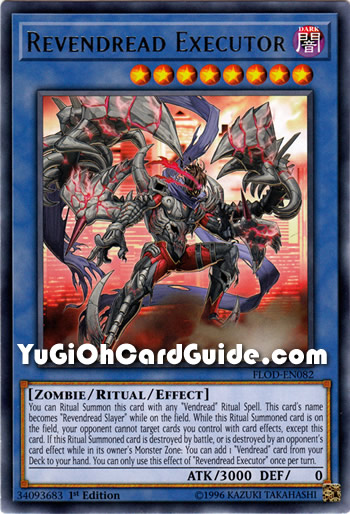 REVENDREAD EXECUTOR
DARK
闇
YuGiOhCardGuide.com
FLOD-EN082
[ZOMBIE/RITUAL/EFFECT]
You can Ritual Summon this card with any "Vendread" Ritual Spell. This card's name
becomes "Revendread Slayer" while on the field. While this Ritual Summoned card is on
the field, your opponent cannot target cards you control with card effects, except this
card. If this Ritual Summoned card is destroyed by battle, or is destroyed by an opponent's
card effect while in its owner's Monster Zone: You can add 1 "Vendread" card from your
Deck to your hand. You can only use this effect of "Revendread Executor" once per turn.
ATK/3000 DEF/ 0
34093683 1st Edition ©1996 KAZUKI TAKAHASHI